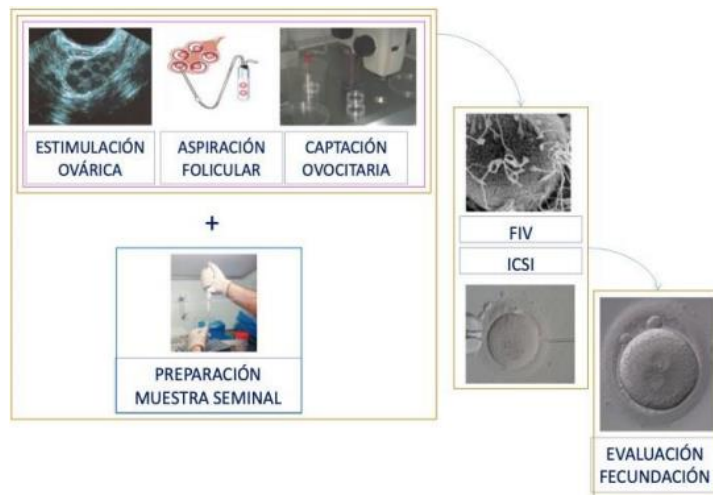 ESTIMULACIÓN
OVÁRICA
ASPIRACIÓN
FOLICULAR
CAPTACIÓN
OVOCITARIA
+
PREPARACIÓN
MUESTRA SEMINAL
FIV
ICSI
EVALUACIÓN
FECUNDACIÓN